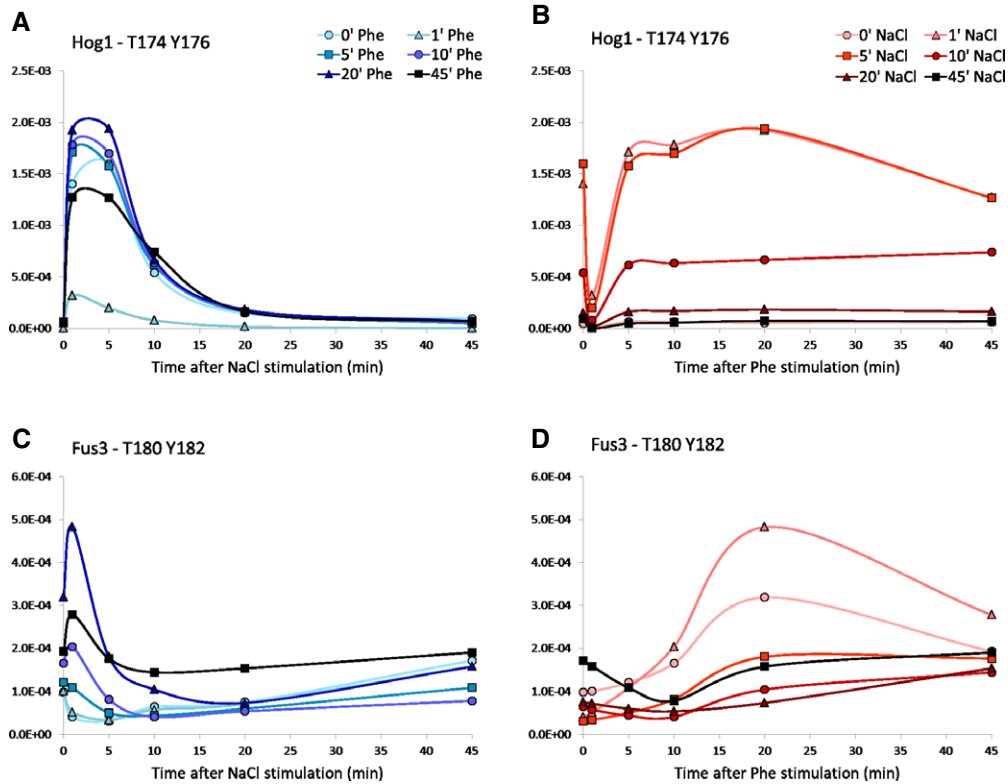 A
Hog1 - T174 Y176
0' Phe 1' Phe
5' Phe 10' Phe
20' Phe 45' Phe
2.5E-03
2.0E-03
1.5E-03
1.0E-03
5.0E-04
0.0E+00
0 5 10 15 20 25 30 35 40 45
Time after NaCl stimulation (min)
B
Hog1 - T174 Y176
0' NaCl 1' NaCl
5' NaCl 10' NaCl
20' NaCl 45' NaCl
2.5E-03
2.0E-03
1.5E-03
1.0E-03
5.0E-04
0.0E+00
0 5 10 15 20 25 30 35 40 45
Time after Phe stimulation (min)
C
Fus3 - T180 Y182
6.0E-04
5.0E-04
4.0E-04
3.0E-04
2.0E-04
1.0E-04
0.0E+00
0 5 10 15 20 25 30 35 40 45
Time after NaCl stimulation (min)
D
Fus3 - T180 Y182
6.0E-04
5.0E-04
4.0E-04
3.0E-04
2.0E-04
1.0E-04
0.0E+00
0 5 10 15 20 25 30 35 40 45
Time after Phe stimulation (min)